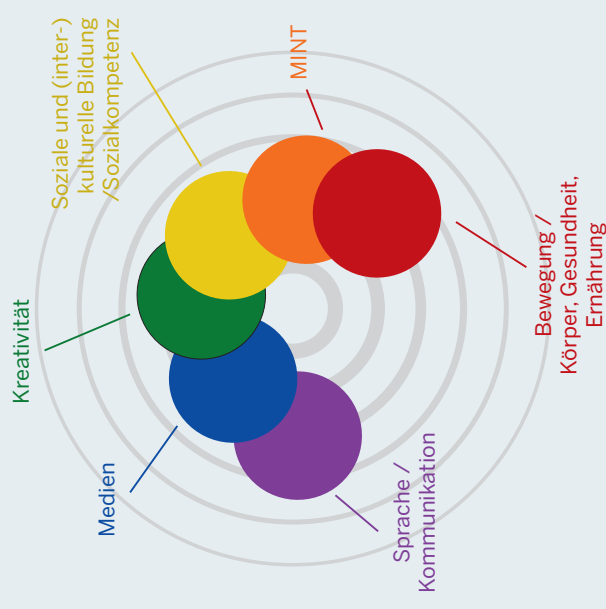 Soziale und (inter-)
kulturelle Bildung
/Sozialkompetenz
MINT
Bewegung /
Körper, Gesundheit,
Ernährung
Kreativität
Medien
Sprache /
Kommunikation